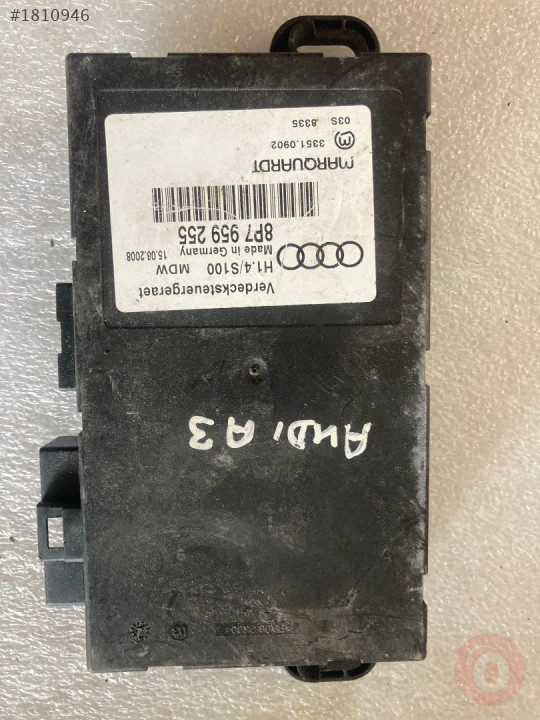 #1810946
Verdecksteuergeraet
H1.4/S100 MDW
Made in Germany 15.08.2008
8P7 959 255
MARQUARDT
3351.0902
03S 8335
AUDI A3